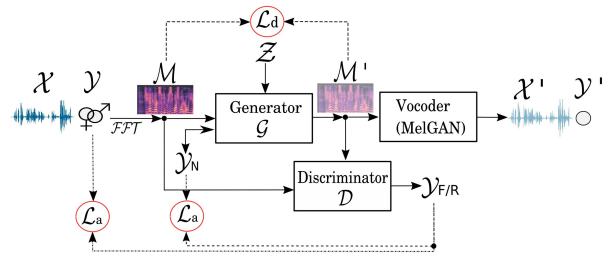 ℒd
𝒵
𝒳 𝒴 ℳ ℳ' 𝒳' 𝒴'
Generator
𝒢
Vocoder
(MelGAN)
ℱℱ𝒯
𝒴N
Discriminator
𝒟
𝒴F/R
ℒa ℒa